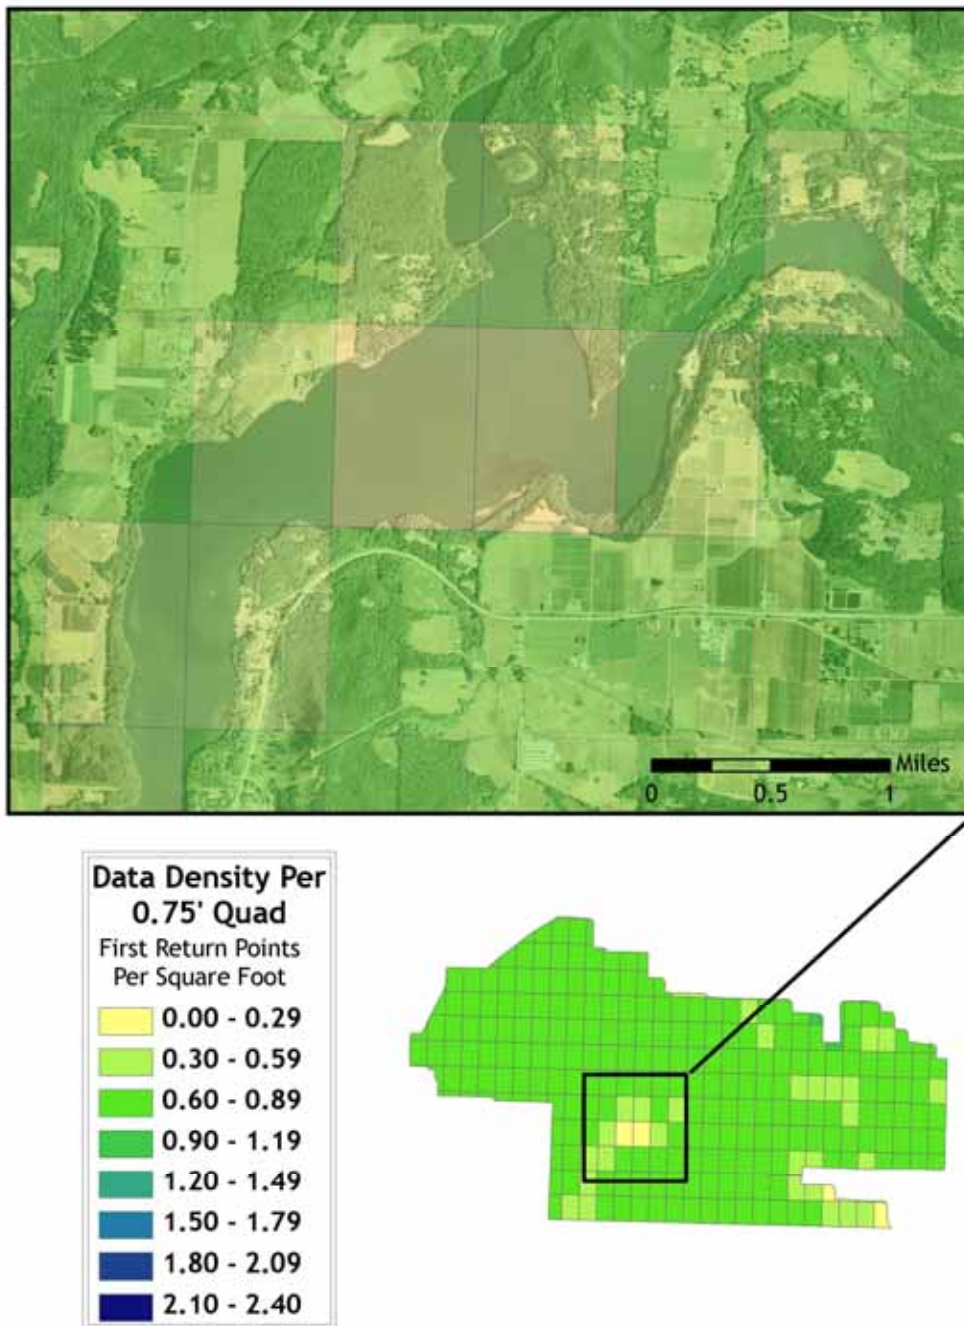 Miles
0 0.5 1
Data Density Per
0.75' Quad
First Return Points
Per Square Foot
0.00 - 0.29
0.30 - 0.59
0.60 - 0.89
0.90 - 1.19
1.20 - 1.49
1.50 - 1.79
1.80 - 2.09
2.10 - 2.40